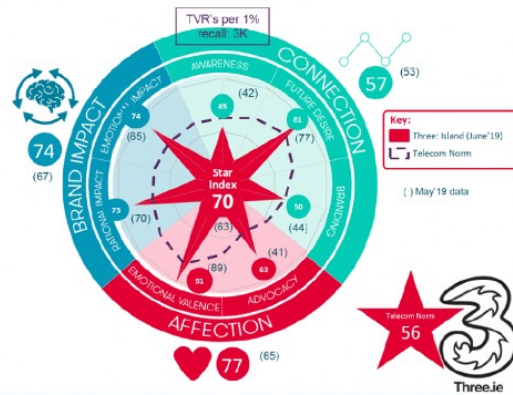 TVR's per 1%
recall: 3K
CONNECTION
AWARENESS
45
(42)
FUTURE DESIRE
81
(77)
BRANDING
50
(44)
57
(53)
BRAND IMPACT
EMOTIONAL IMPACT
74
(65)
RATIONAL IMPACT
75
(70)
74
(67)
Star
Index
70
(63)
AFFECTION
EMOTIONAL VALENCE
91
(89)
ADVOCACY
63
(41)
77
(65)
Key:
Three: Island (June'19)
Telecom Norm
( ) May'19 data
Telecom Norm
56
3
Three.ie